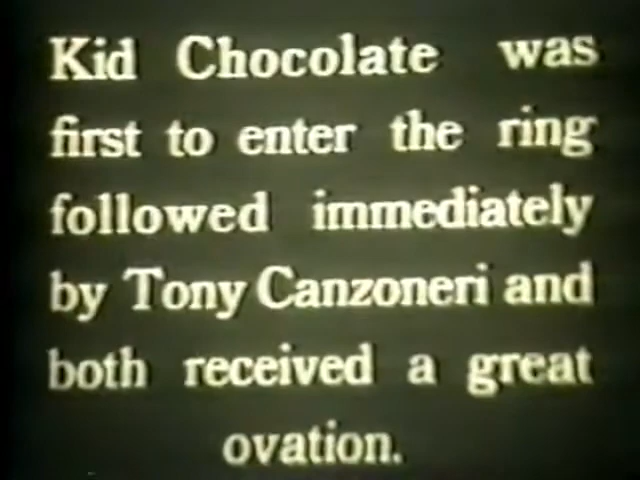 Kid Chocolate was
first to enter the ring
followed immediately
by Tony Canzoneri and
both received a great
ovation.